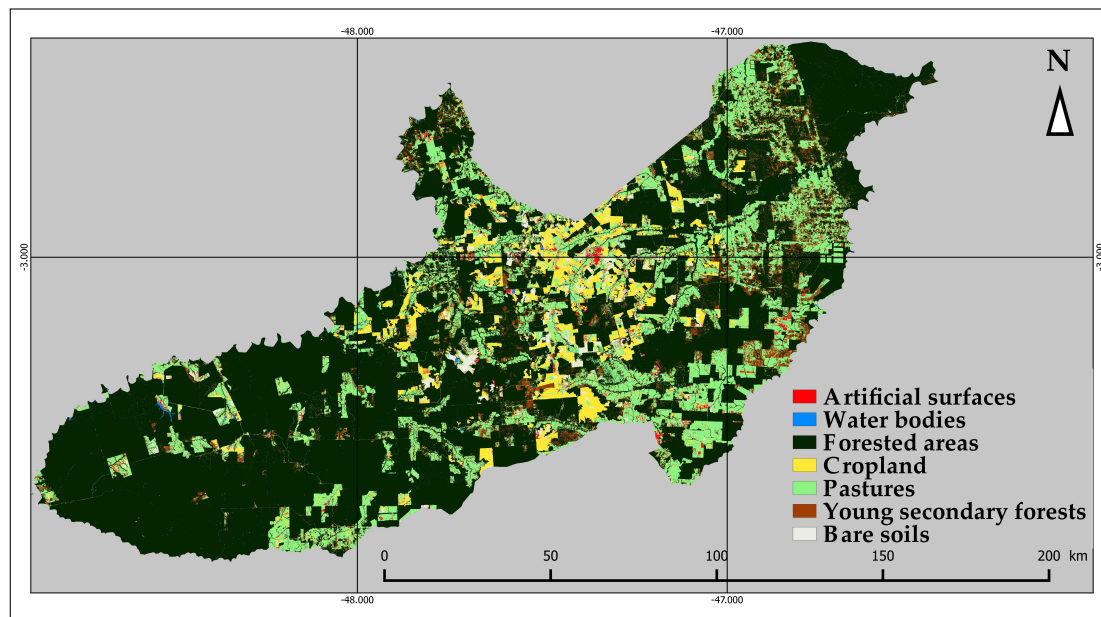 -48.000
-47.000
N
-3.000
-3.000
Artificial surfaces
Water bodies
Forested areas
Cropland
Pastures
Young secondary forests
Bare soils
0 50 100 150 200 km
-48.000
-47.000